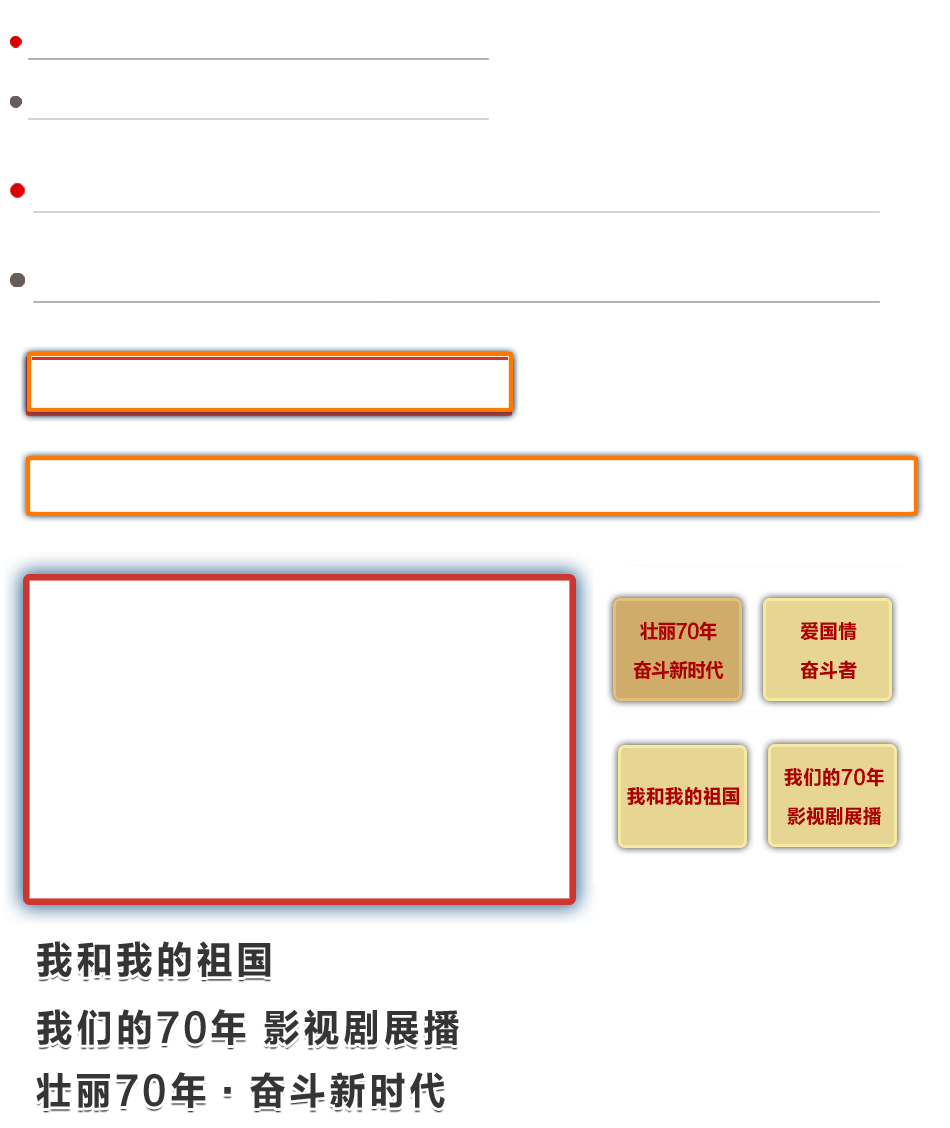 壮丽70年
奋斗新时代
爱国情
奋斗者
我和我的祖国
我们的70年
影视剧展播
我和我的祖国
我们的70年 影视剧展播
壮丽70年·奋斗新时代